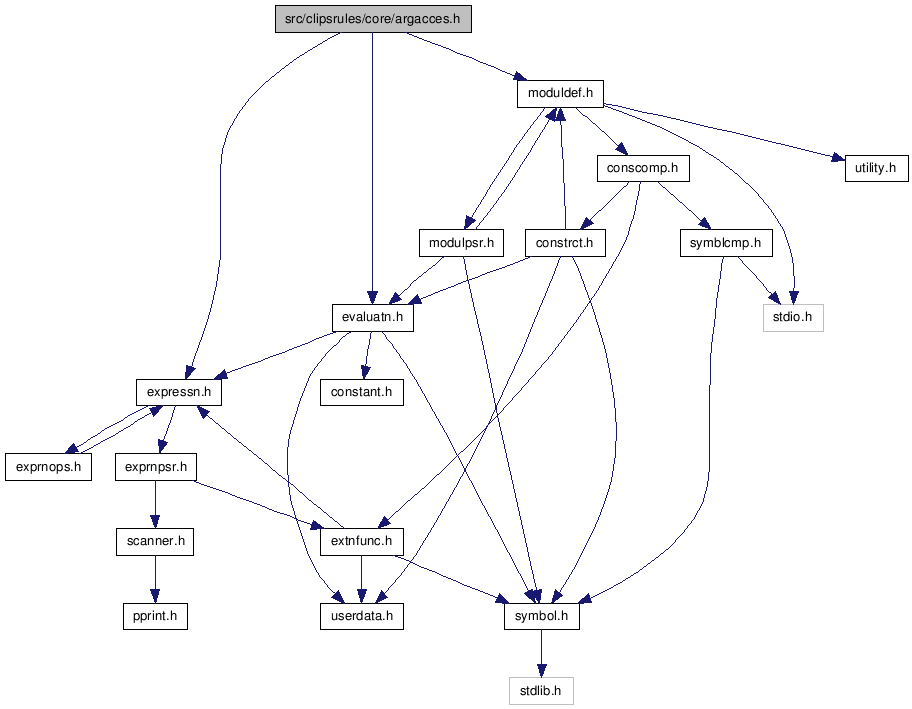 src/clipsrules/core/argacces.h
moduldef.h
conscomp.h
utility.h
modulpsr.h
constrct.h
symblcmp.h
evaluatn.h
stdio.h
expressn.h
constant.h
exprnops.h
exprnpsr.h
scanner.h
extnfunc.h
pprint.h
userdata.h
symbol.h
stdlib.h